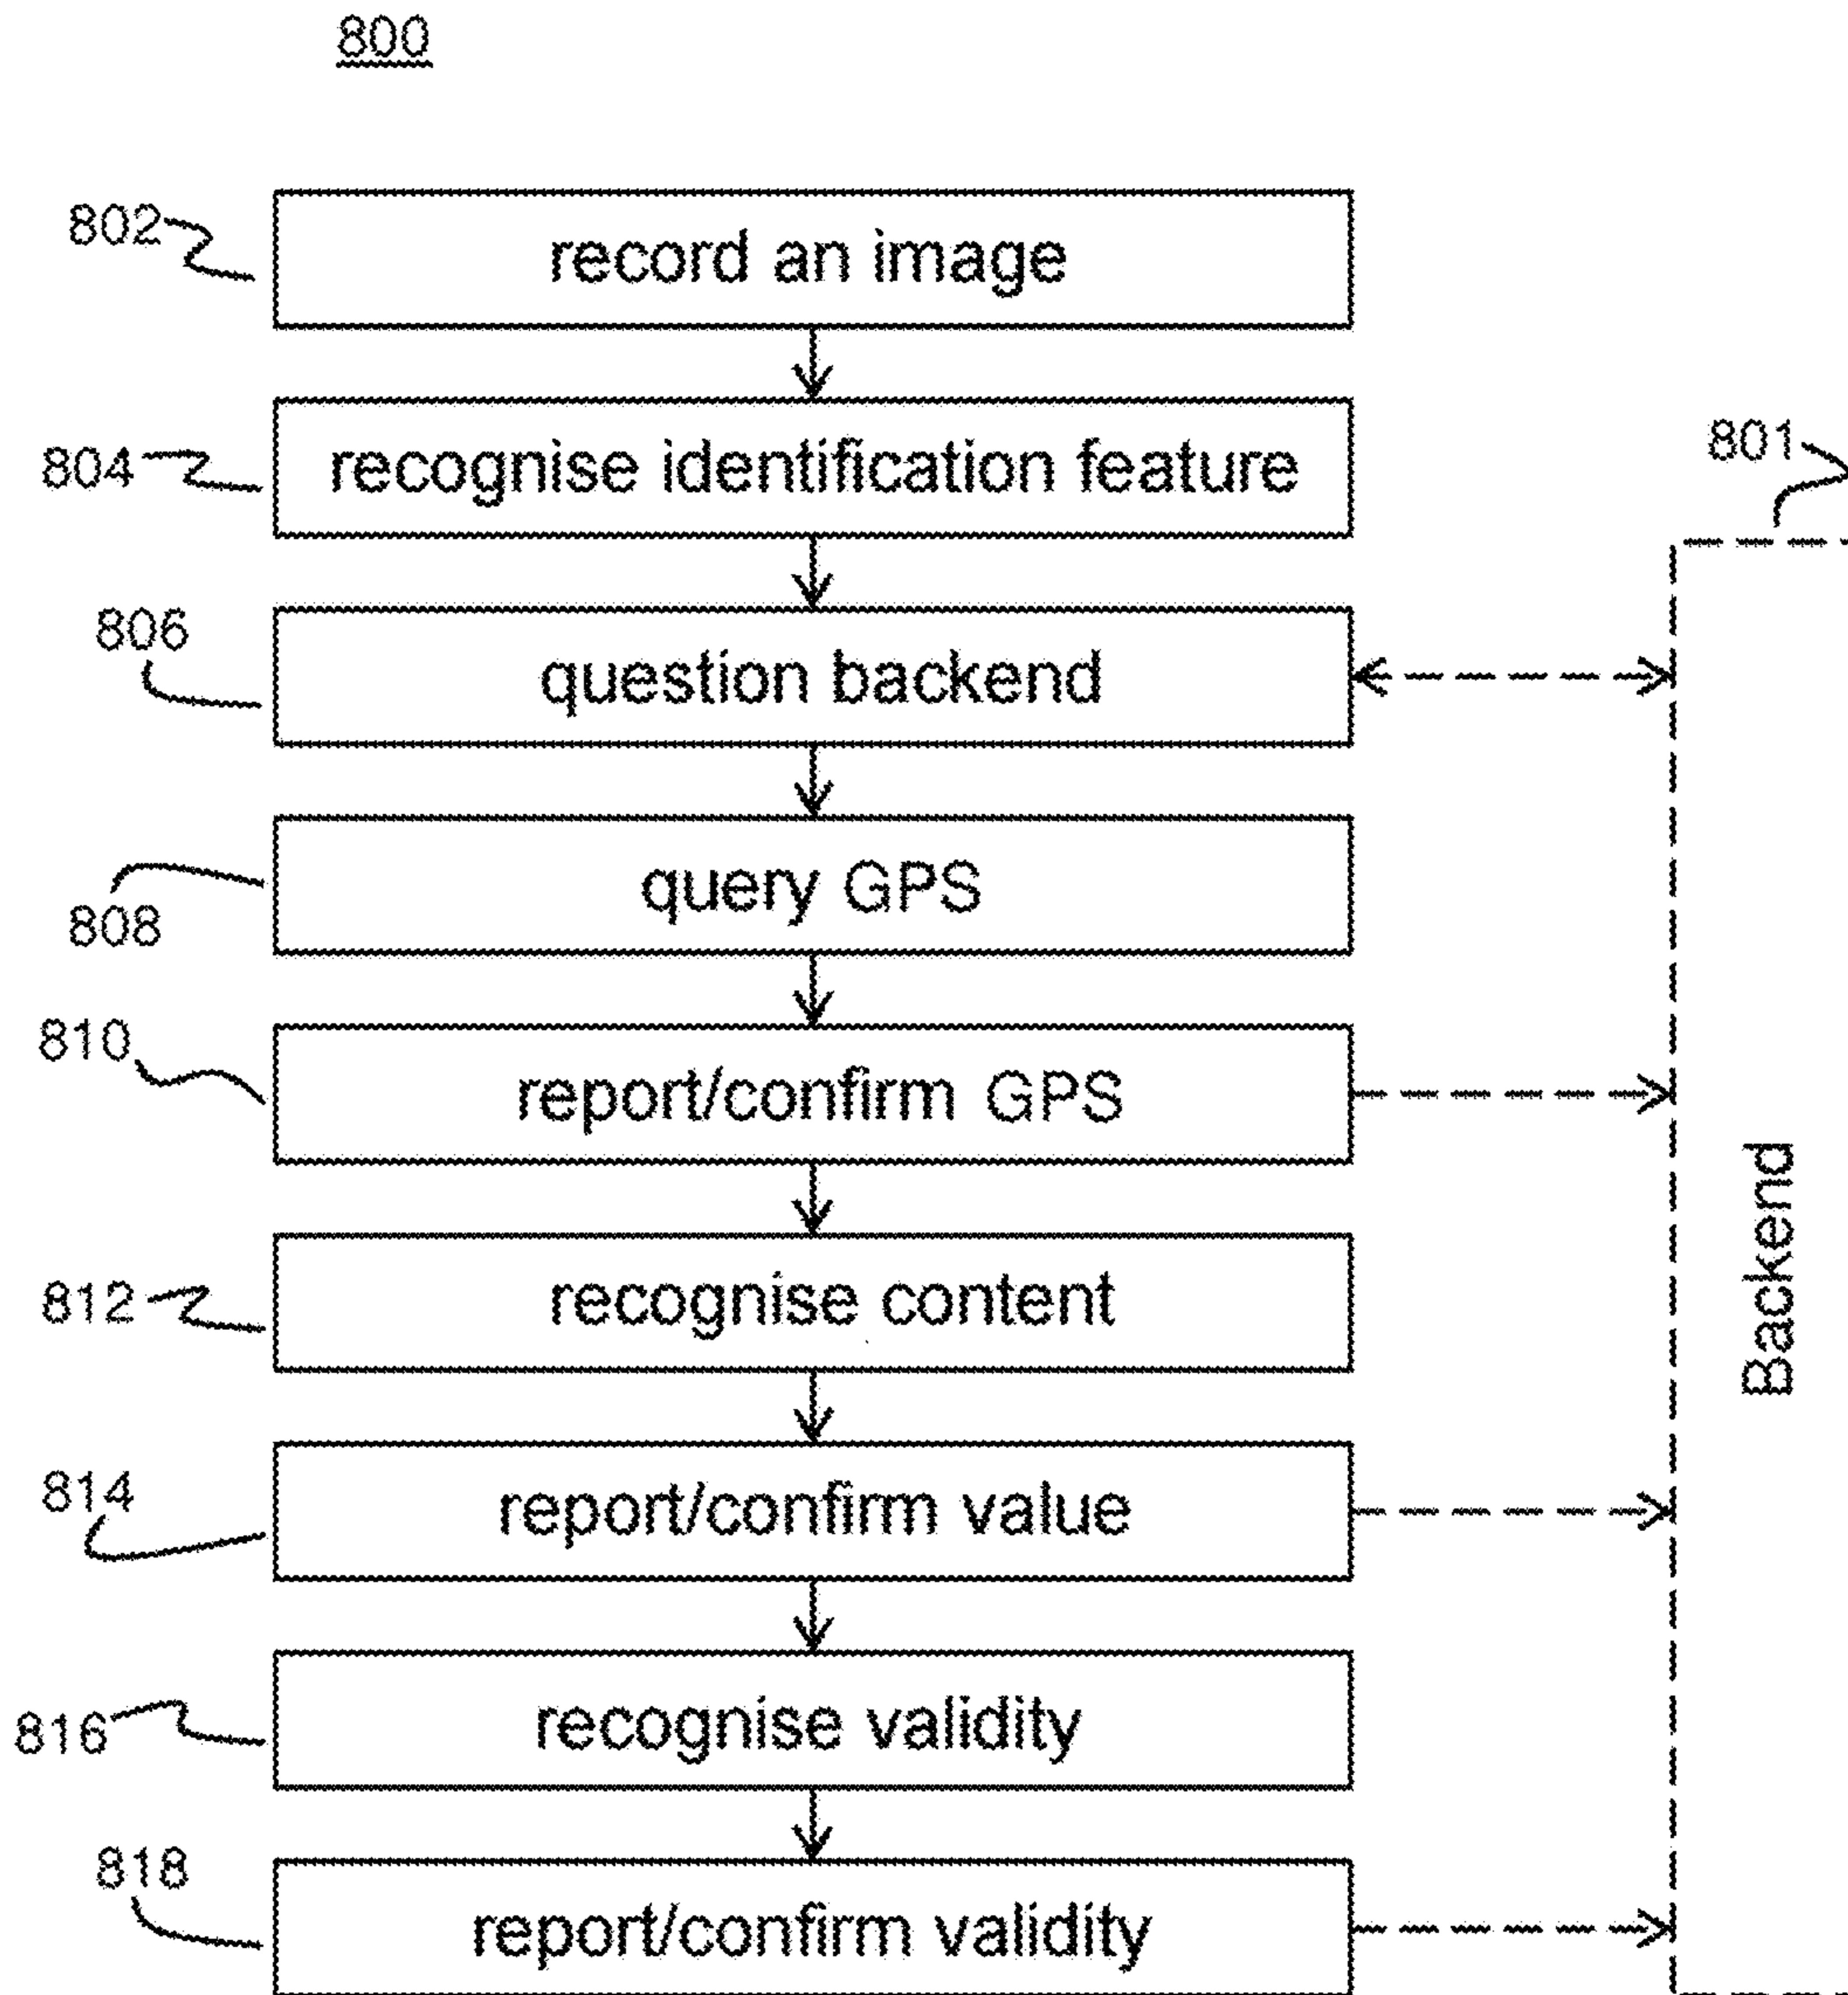 800
802
record an image
804
recognise identification feature
801
806
question backend
808
query GPS
810
report/confirm GPS
Backend
812
recognise content
814
report/confirm value
816
recognise validity
818
report/confirm validity